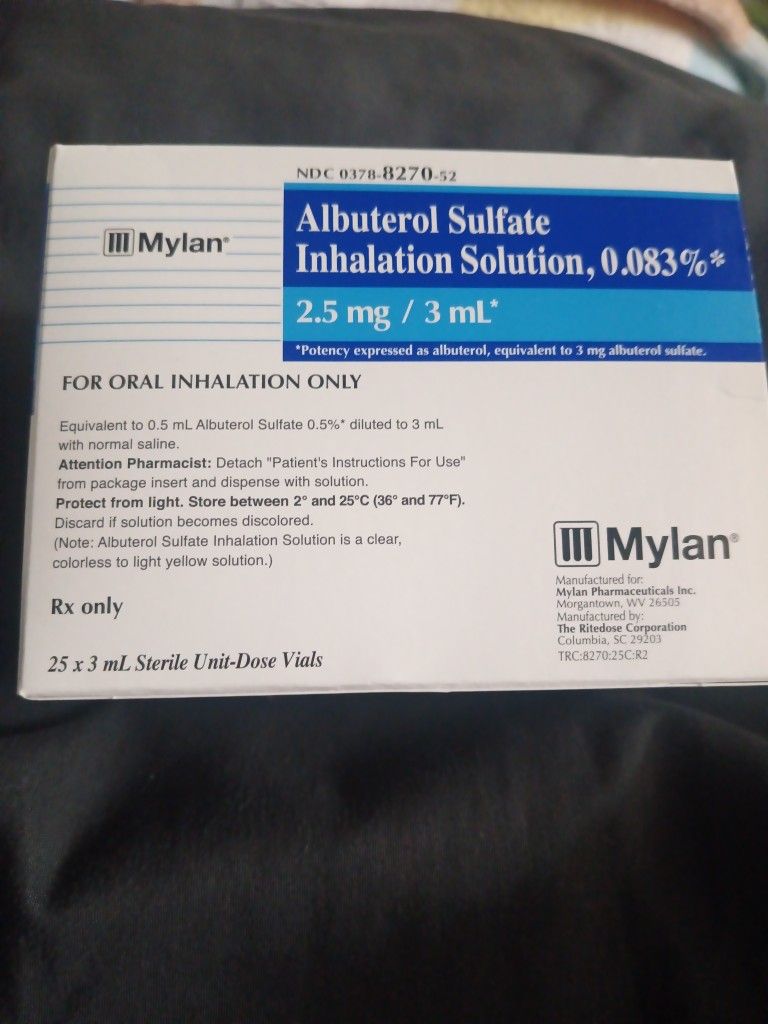 NDC 0378-8270-52
Mylan®
Albuterol Sulfate
Inhalation Solution, 0.083%*
2.5 mg / 3 mL*
*Potency expressed as albuterol, equivalent to 3 mg albuterol sulfate.
FOR ORAL INHALATION ONLY
Equivalent to 0.5 mL Albuterol Sulfate 0.5%* diluted to 3 mL
with normal saline.
Attention Pharmacist: Detach "Patient's Instructions For Use"
from package insert and dispense with solution.
Protect from light. Store between 2° and 25°C (36° and 77°F).
Discard if solution becomes discolored.
(Note: Albuterol Sulfate Inhalation Solution is a clear,
colorless to light yellow solution.)
Rx only
25 x 3 mL Sterile Unit-Dose Vials
Mylan®
Manufactured for:
Mylan Pharmaceuticals Inc.
Morgantown, WV 26505
Manufactured by:
The Ritedose Corporation
Columbia, SC 29203
TRC:8270:25C:R2